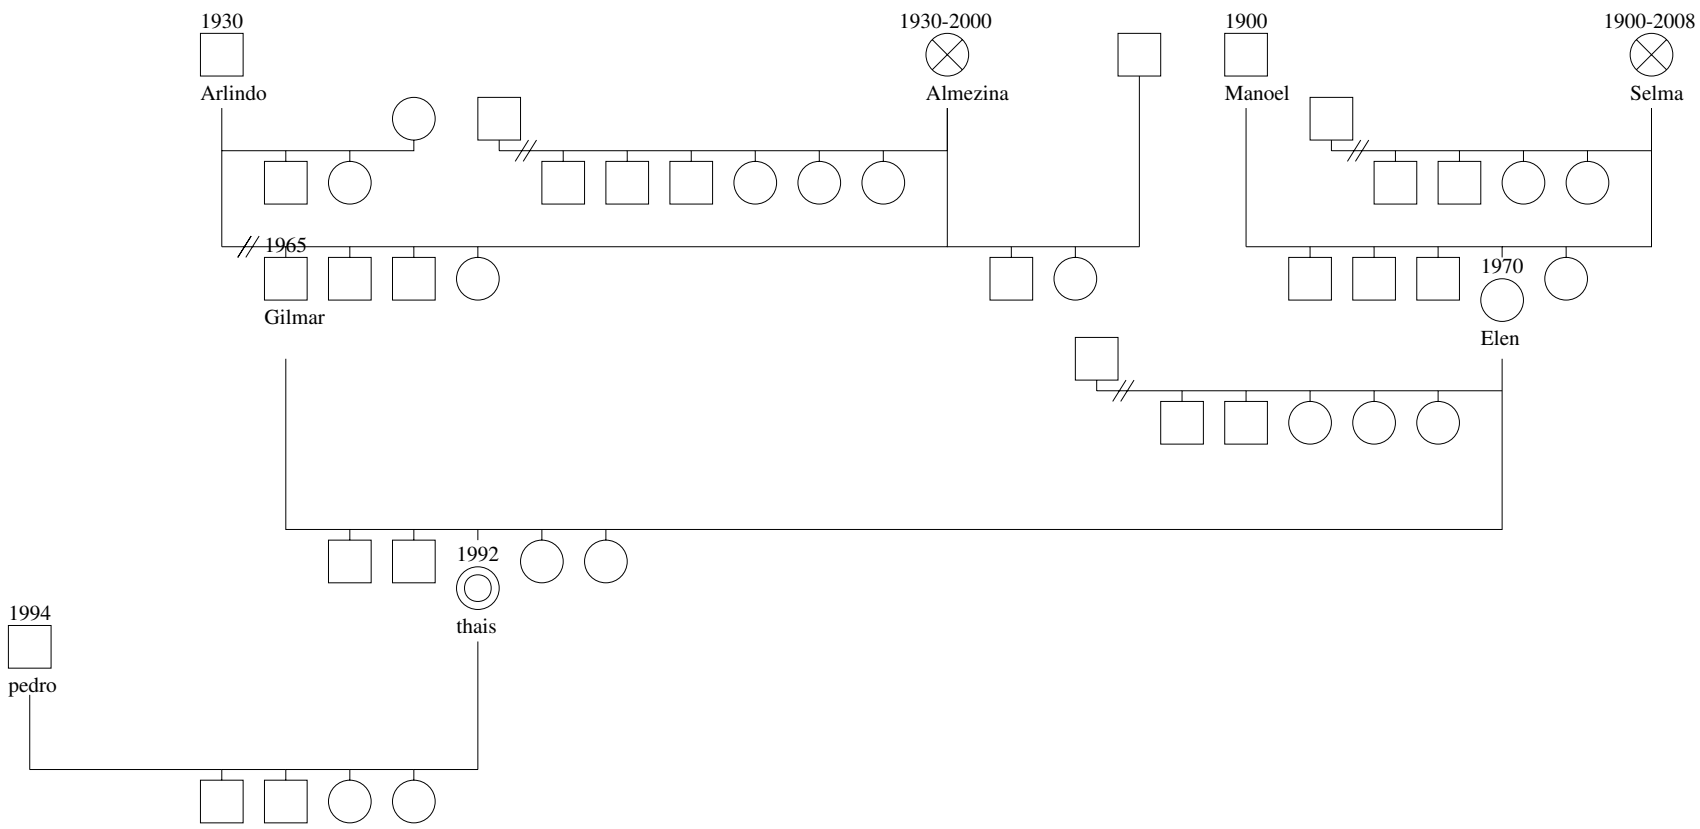 1930
1930-2000
1900
1900-2008
Arlindo
Almezina
Manoel
Selma
1965
1970
Gilmar
Elen
1992
thais
1994
pedro